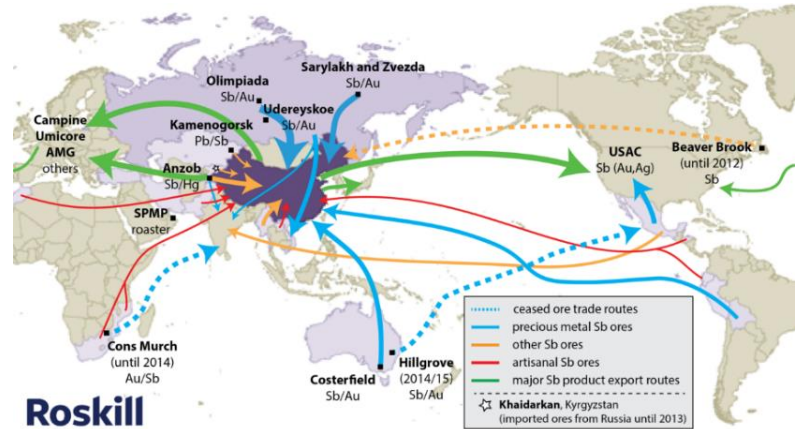 Sarylakh and Zvezda
Sb/Au
Olimpiada
Sb/Au
Udereyskoe
Sb/Au
Campine
Umicore
AMG
others
Kamenogorsk
Pb/Sb
Anzob
Sb/Hg
SPMP
roaster
USAC
Sb (Au,Ag)
Beaver Brook
(until 2012)
Sb
Cons Murch
(until 2014)
Au/Sb
Costerfield
Sb/Au
Hillgrove
(2014/15)
Sb/Au
ceased ore trade routes
precious metal Sb ores
other Sb ores
artisanal Sb ores
major Sb product export routes
Khaidarkan, Kyrgyzstan
(imported ores from Russia until 2013)
Roskill